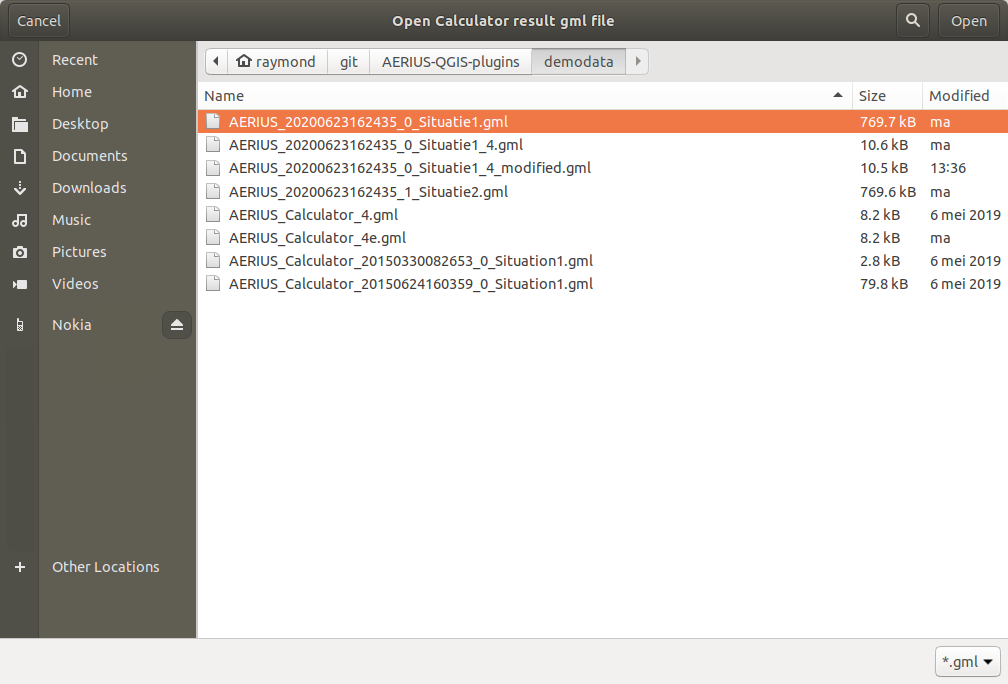 Cancel Open Calculator result gml file Open
Recent
Home
Desktop
Documents
Downloads
Music
Pictures
Videos
Nokia
Other Locations
raymond git AERIUS-QGIS-plugins demodata
Name Size Modified
AERIUS_20200623162435_0_Situatie1.gml 769.7 kB ma
AERIUS_20200623162435_0_Situatie1_4.gml 10.6 kB ma
AERIUS_20200623162435_0_Situatie1_4_modified.gml 10.5 kB 13:36
AERIUS_20200623162435_1_Situatie2.gml 769.6 kB ma
AERIUS_Calculator_4.gml 8.2 kB 6 mei 2019
AERIUS_Calculator_4e.gml 8.2 kB ma
AERIUS_Calculator_20150330082653_0_Situation1.gml 2.8 kB 6 mei 2019
AERIUS_Calculator_20150624160359_0_Situation1.gml 79.8 kB 6 mei 2019
*.gml